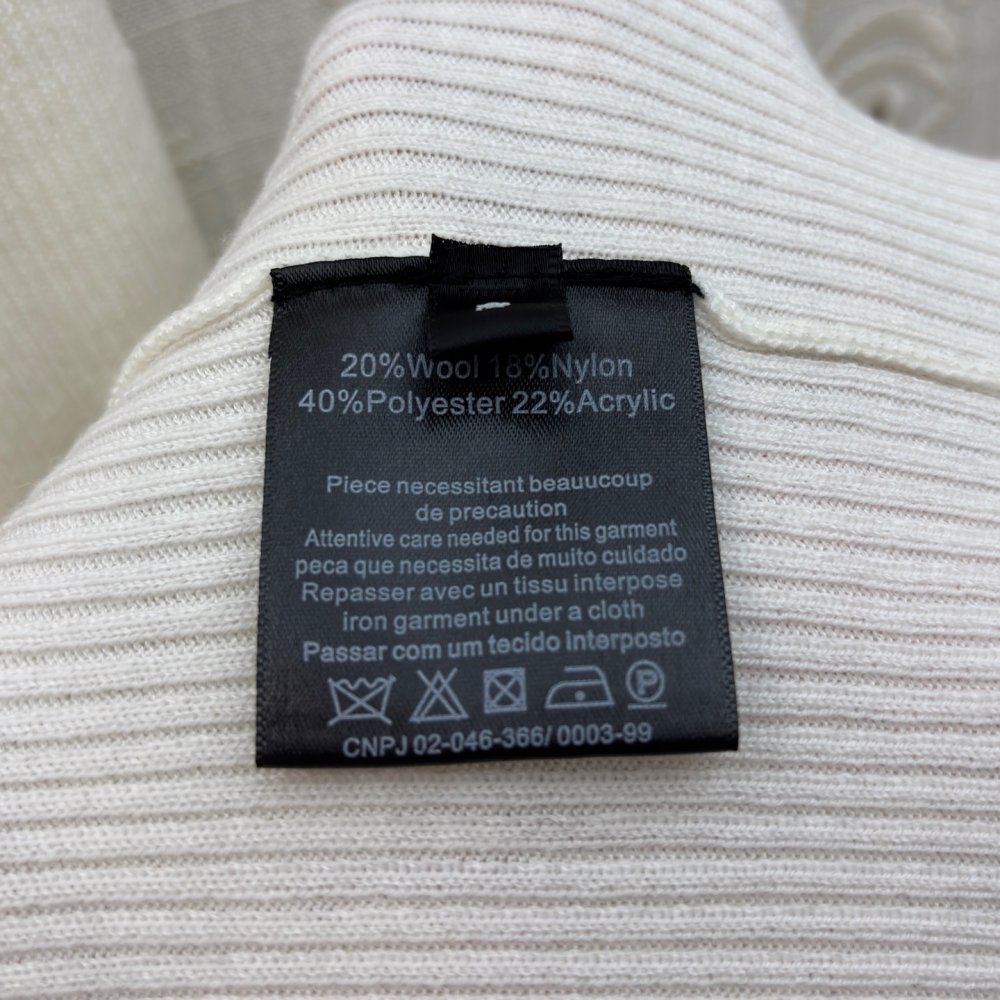 20%Wool 18%Nylon
40%Polyester 22%Acrylic
Piece necessitant beauucoup
de precaution
Attentive care needed for this garment
peca que necessita de muito cuidado
Repasser avec un tissu interpose
iron garment under a cloth
Passar com um tecido interposto
P
CNPJ 02-046-366/ 0003-99